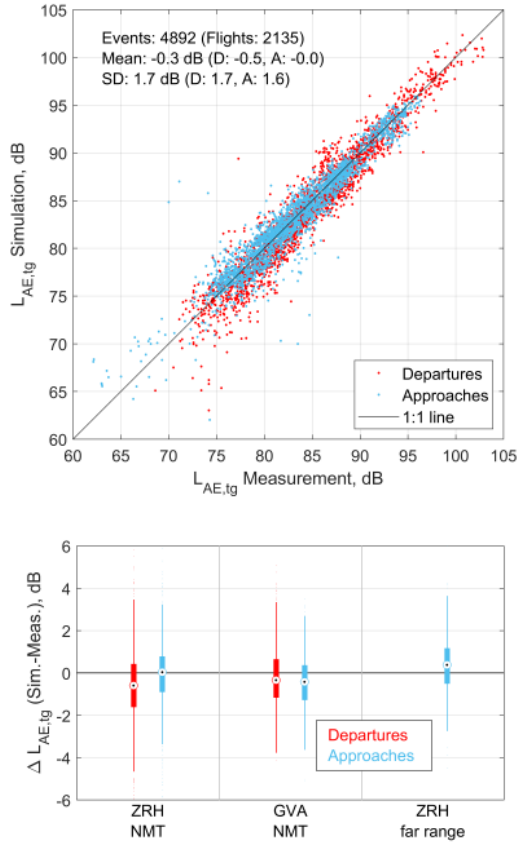 Events: 4892 (Flights: 2135)
Mean: -0.3 dB (D: -0.5, A: -0.0)
SD: 1.7 dB (D: 1.7, A: 1.6)
105
100
95
90
85
80
75
70
65
60
L_AE,tg Simulation, dB
Departures
Approaches
1:1 line
60 65 70 75 80 85 90 95 100 105
L_AE,tg Measurement, dB
6
4
2
0
-2
-4
-6
Δ L_AE,tg (Sim.-Meas.), dB
Departures
Approaches
ZRH GVA ZRH
NMT NMT far range